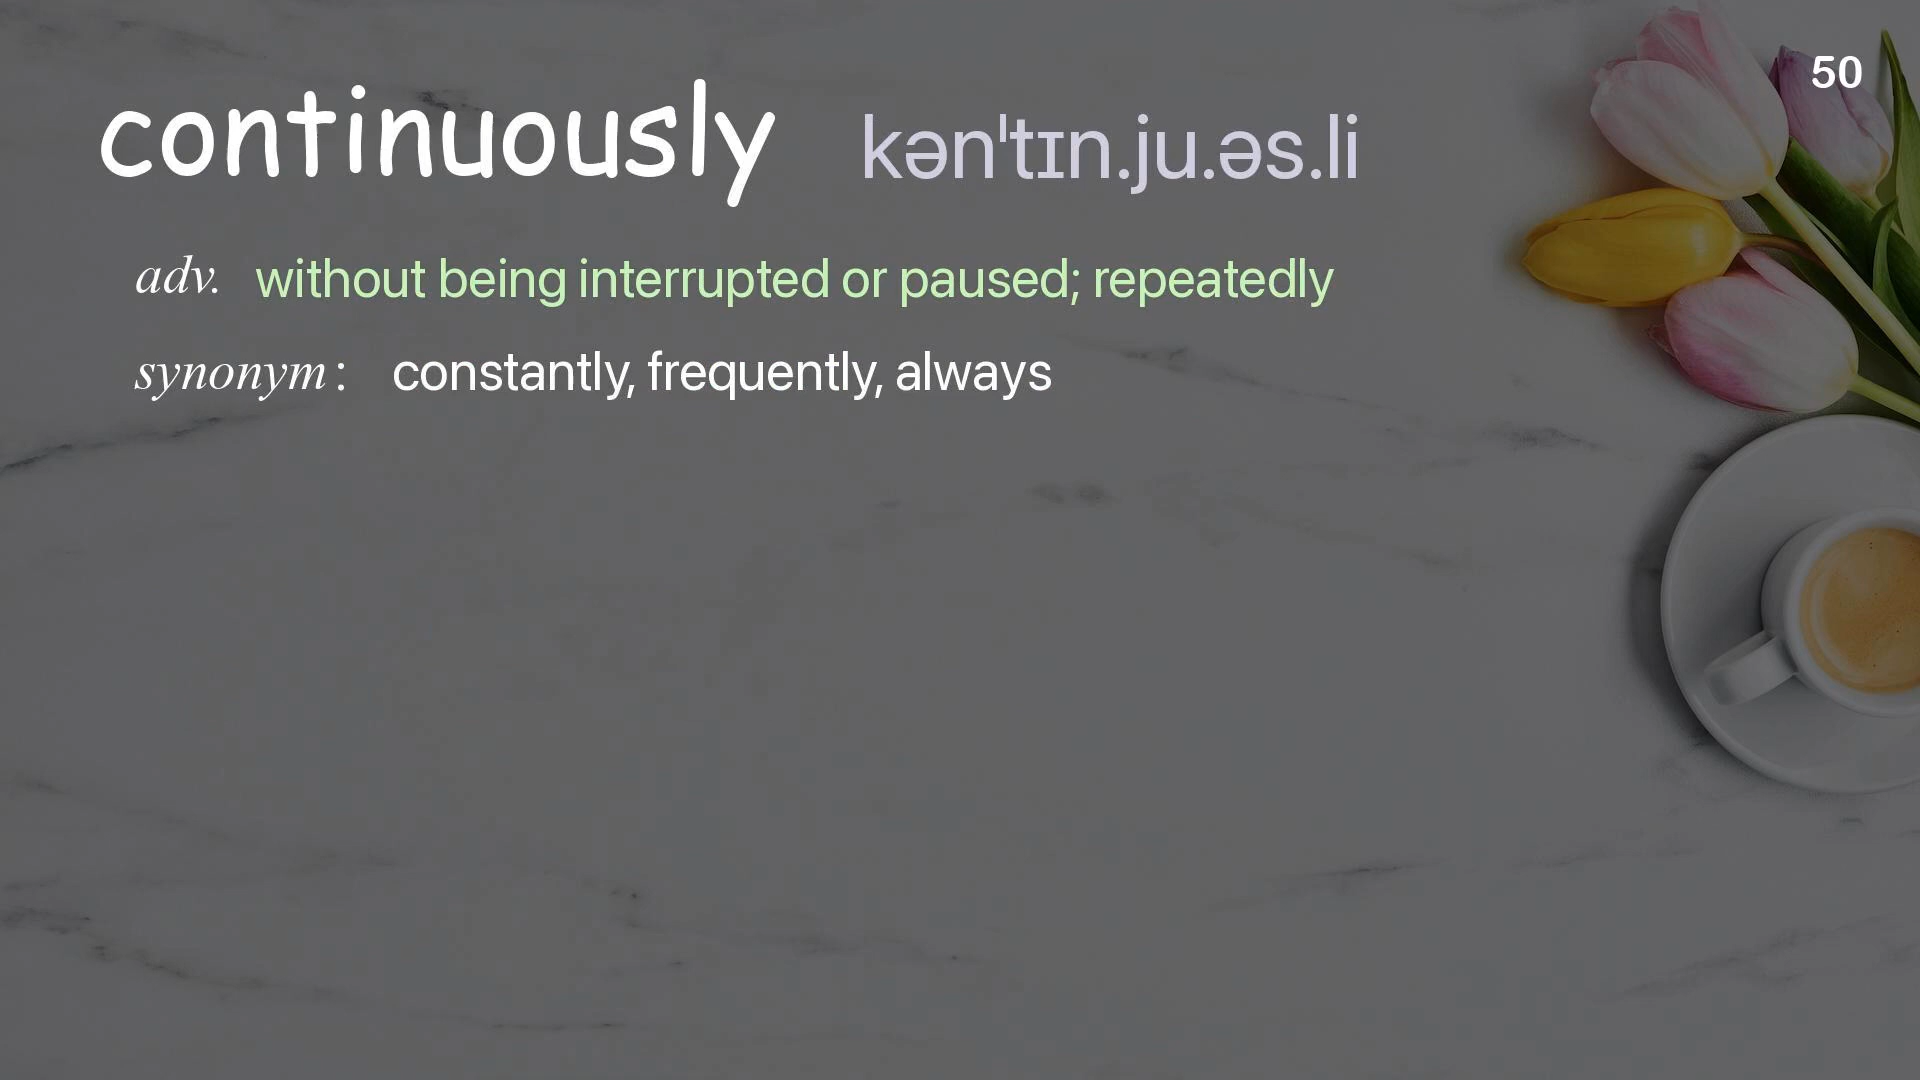 50
continuously kən'tɪn.ju.əs.li
adv. without being interrupted or paused; repeatedly
synonym : constantly, frequently, always